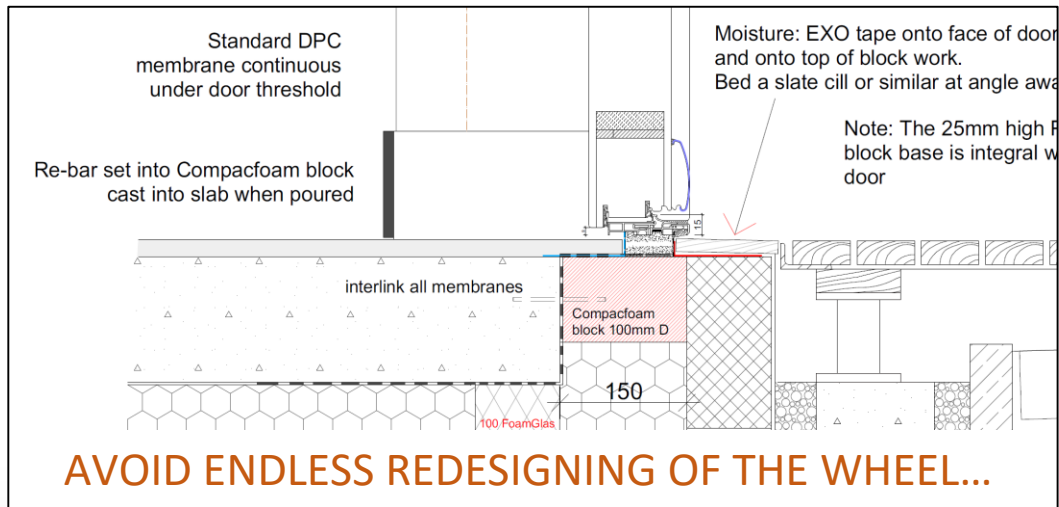 Standard DPC
membrane continuous
under door threshold
Re-bar set into Compacfoam block
cast into slab when poured
Moisture: EXO tape onto face of door
and onto top of block work.
Bed a slate cill or similar at angle
Note: The 25mm high
block base is integral
door
15
interlink all membranes
Compacfoam
block 100mm D
150
100 FoamGlas
AVOID ENDLESS REDESIGNING OF THE WHEEL...